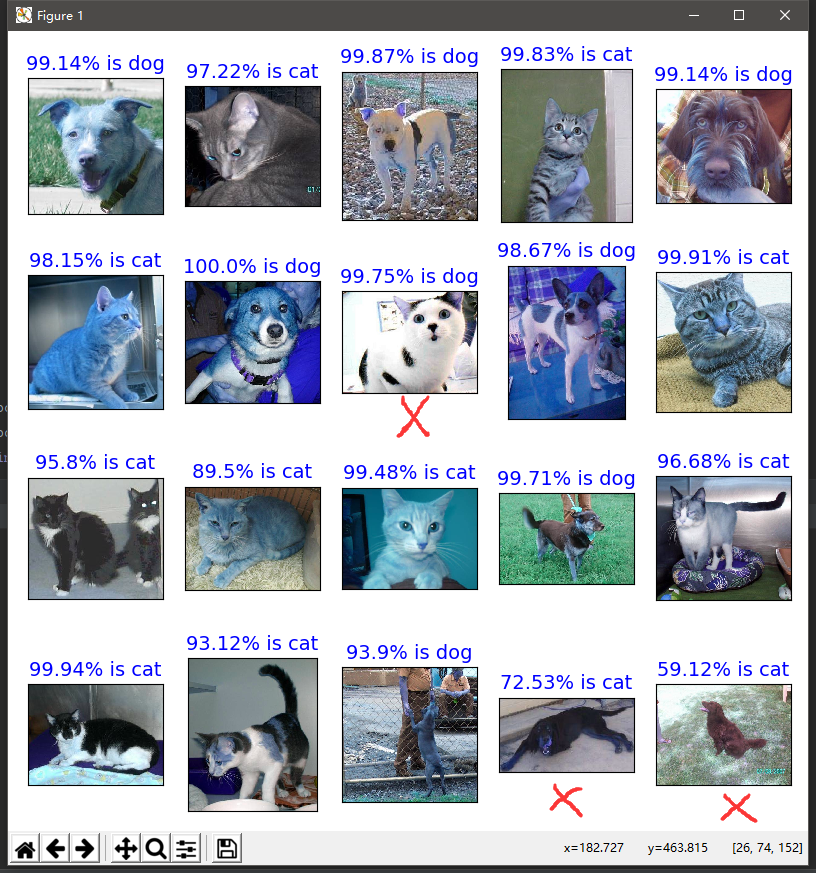 Figure 1
99.14% is dog
97.22% is cat
99.87% is dog
99.83% is cat
99.14% is dog
98.15% is cat
100.0% is dog
99.75% is dog
98.67% is dog
99.91% is cat
95.8% is cat
89.5% is cat
99.48% is cat
99.71% is dog
96.68% is cat
99.94% is cat
93.12% is cat
93.9% is dog
72.53% is cat
59.12% is cat
x=182.727 y=463.815 [26, 74, 152]